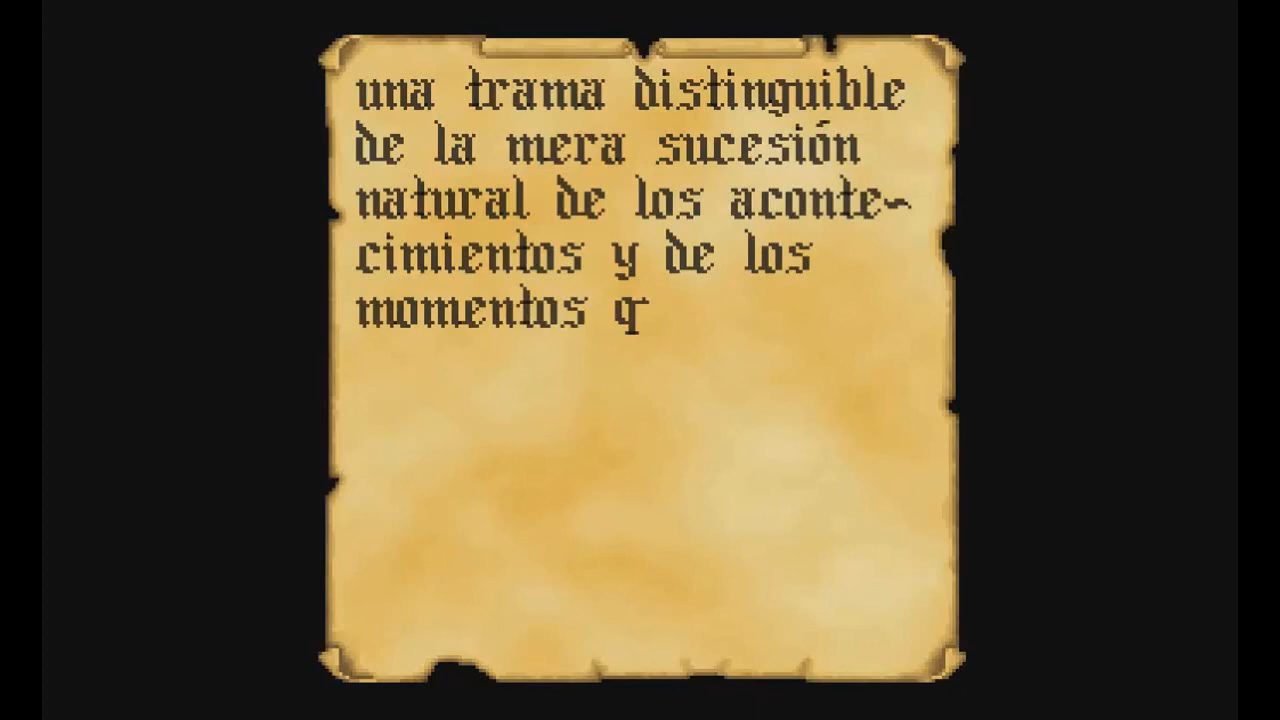 una trama distinguible
de la mera sucesión
natural de los aconte~
cimientos y de los
momentos q